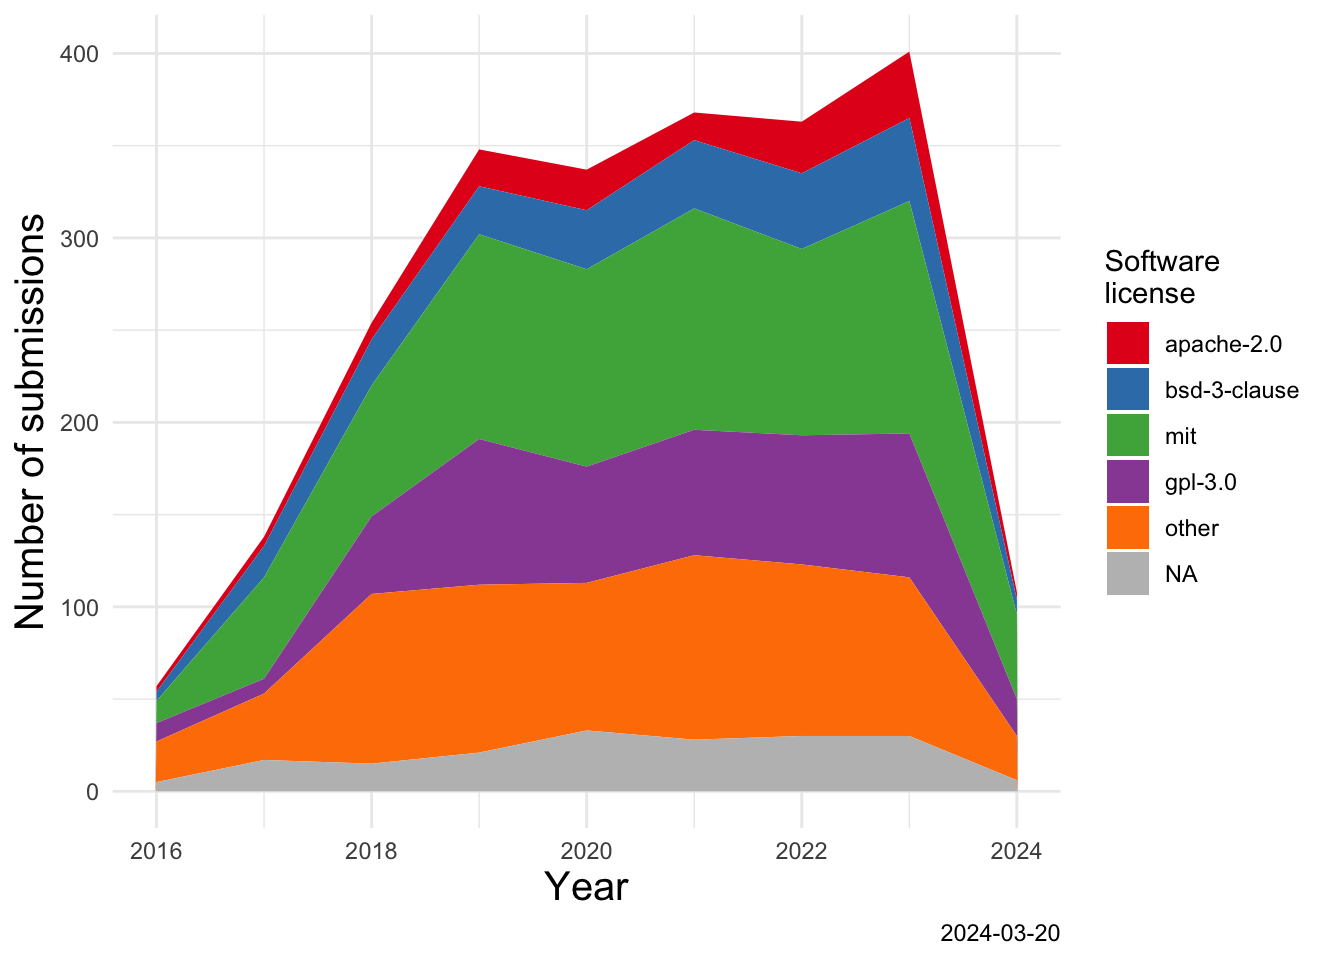 400
300
200
100
0
Number of submissions
2016
2018
2020
2022
2024
Year
Software
license
apache-2.0
bsd-3-clause
mit
gpl-3.0
other
NA
2024-03-20